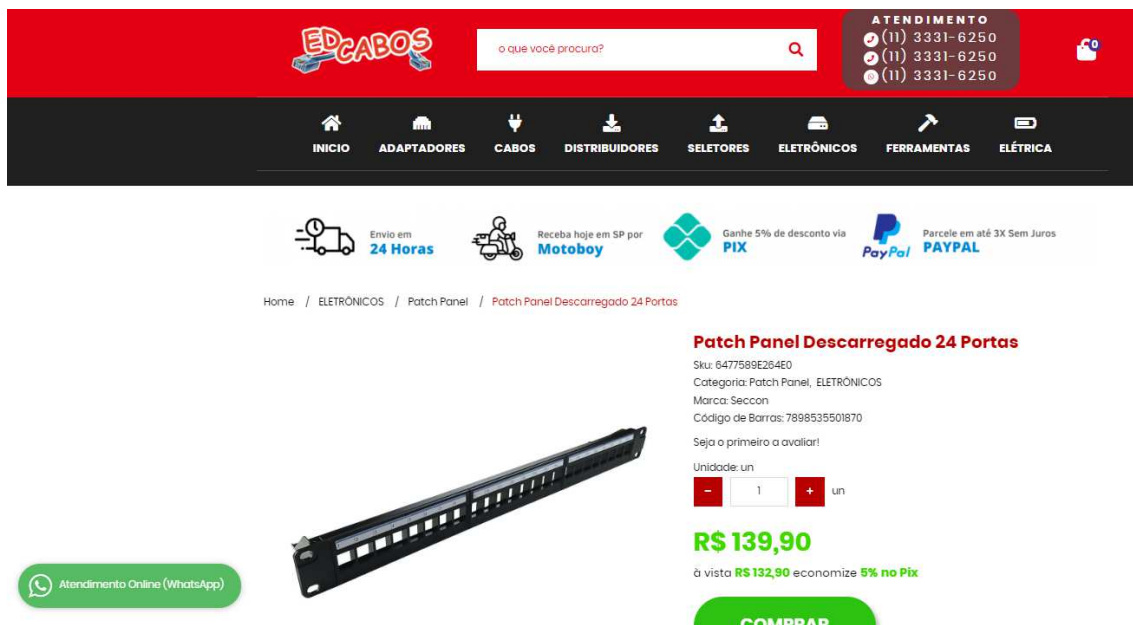 EDCABOS
o que você procura?
ATENDIMENTO
(11) 3331-6250
(11) 3331-6250
(11) 3331-6250
0
INICIO ADAPTADORES CABOS DISTRIBUIDORES SELETORES ELETRÔNICOS FERRAMENTAS ELÉTRICA
Envio em
24 Horas
Receba hoje em SP por
Motoboy
Ganhe 5% de desconto via
PIX
PayPal
Parcele em até 3X Sem Juros
PAYPAL
Home / ELETRÔNICOS / Patch Panel / Patch Panel Descarregado 24 Portas
Patch Panel Descarregado 24 Portas
Sku: 6477589E264E0
Categoria: Patch Panel, ELETRÔNICOS
Marca: Seccon
Código de Barras: 7898535501870
Seja o primeiro a avaliar!
Unidade: un
- 1 + un
R$ 139,90
à vista R$ 132,90 economize 5% no Pix
COMPRAR
Atendimento Online (WhatsApp)